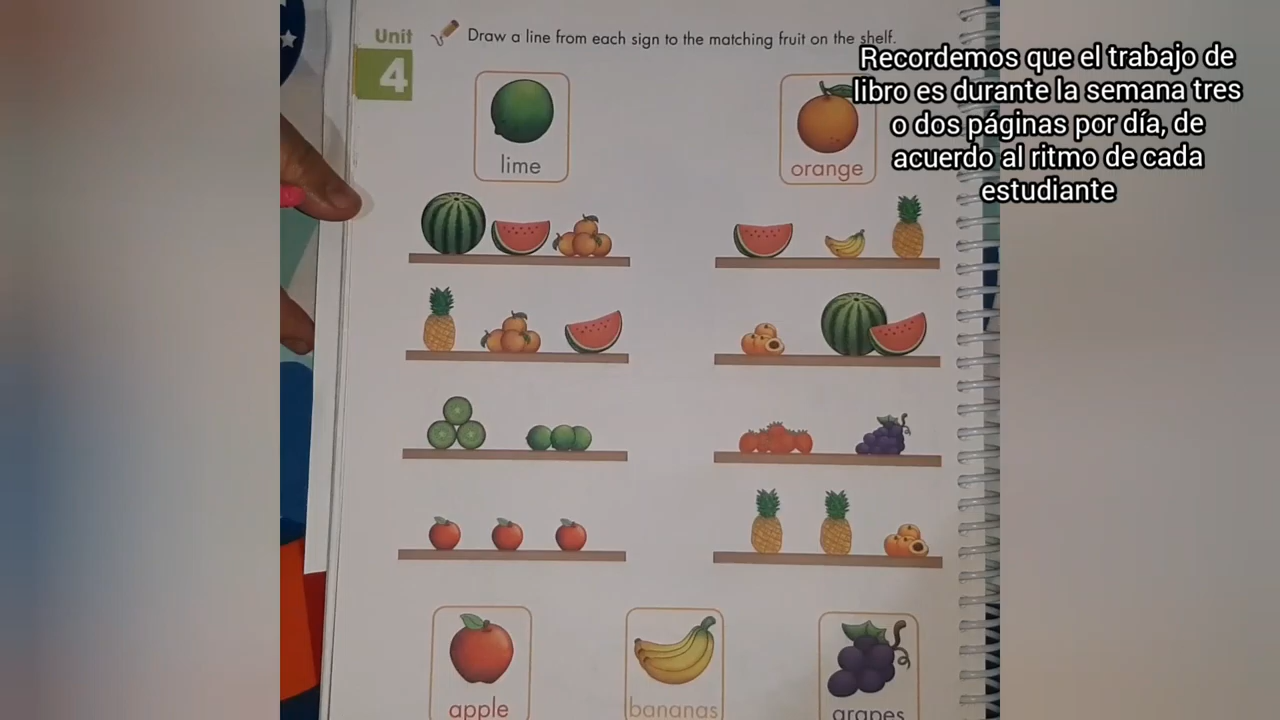 Unit
4
Draw a line from each sign to the matching fruit on the shelf.
Recordemos que el trabajo de
libro es durante la semana tres
o dos páginas por día, de
acuerdo al ritmo de cada
estudiante
lime
orange
apple
bananas
grapes